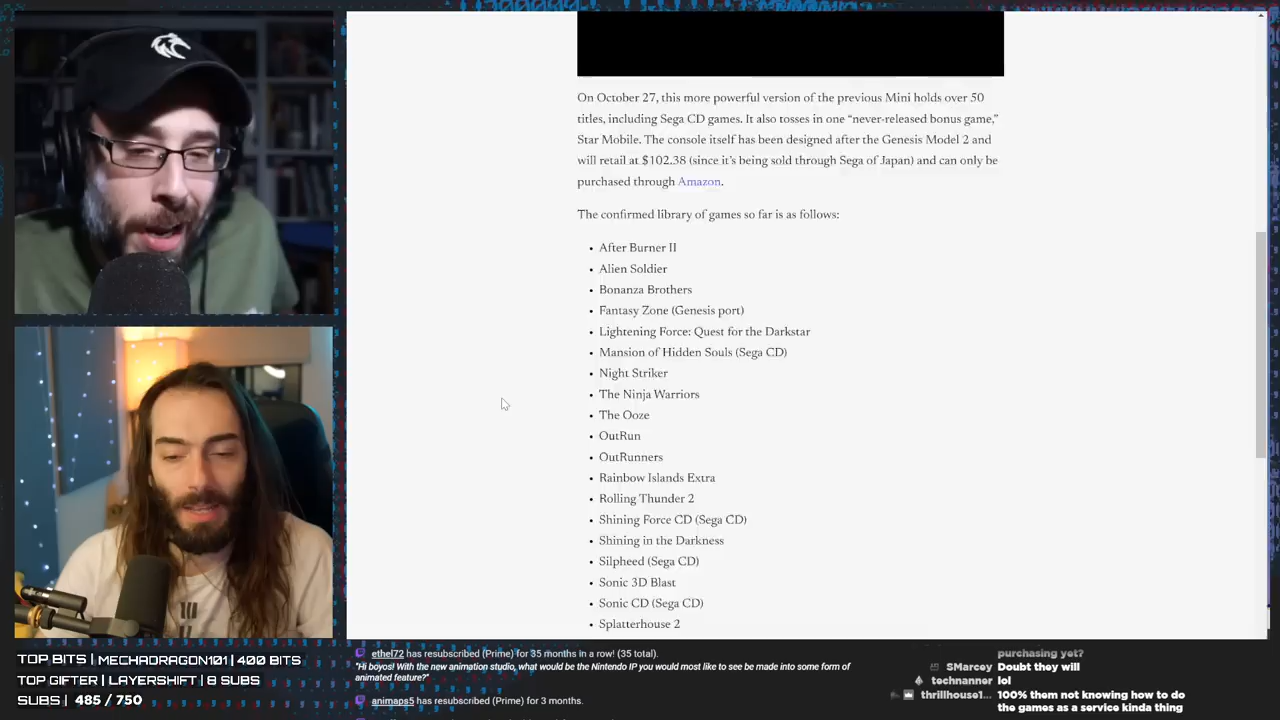 On October 27, this more powerful version of the previous Mini holds over 50
titles, including Sega CD games. It also tosses in one “never-released bonus game,”
Star Mobile. The console itself has been designed after the Genesis Model 2 and
will retail at $102.38 (since it’s being sold through Sega of Japan) and can only be
purchased through Amazon.
The confirmed library of games so far is as follows:
• After Burner II
• Alien Soldier
• Bonanza Brothers
• Fantasy Zone (Genesis port)
• Lightening Force: Quest for the Darkstar
• Mansion of Hidden Souls (Sega CD)
• Night Striker
• The Ninja Warriors
• The Ooze
• OutRun
• OutRunners
• Rainbow Islands Extra
• Rolling Thunder 2
• Shining Force CD (Sega CD)
• Shining in the Darkness
• Silpheed (Sega CD)
• Sonic 3D Blast
• Sonic CD (Sega CD)
• Splatterhouse 2
TOP BITS | MECHADRAGON101 | 400 BITS
TOP GIFTER | LAYERSHIFT | 8 SUBS
SUBS | 485 / 750
ethel72 has resubscribed (Prime) for 35 months in a row! (35 total).
"Hi boyos! With the new animation studio, what would be the Nintendo IP you would most like to see be made into some form of
animated feature?"
animaps5 has resubscribed (Prime) for 3 months.
purchasing yet?
SMarcey Doubt they will
technanner lol
thrillhouse1... 100% them not knowing how to do
the games as a service kinda thing